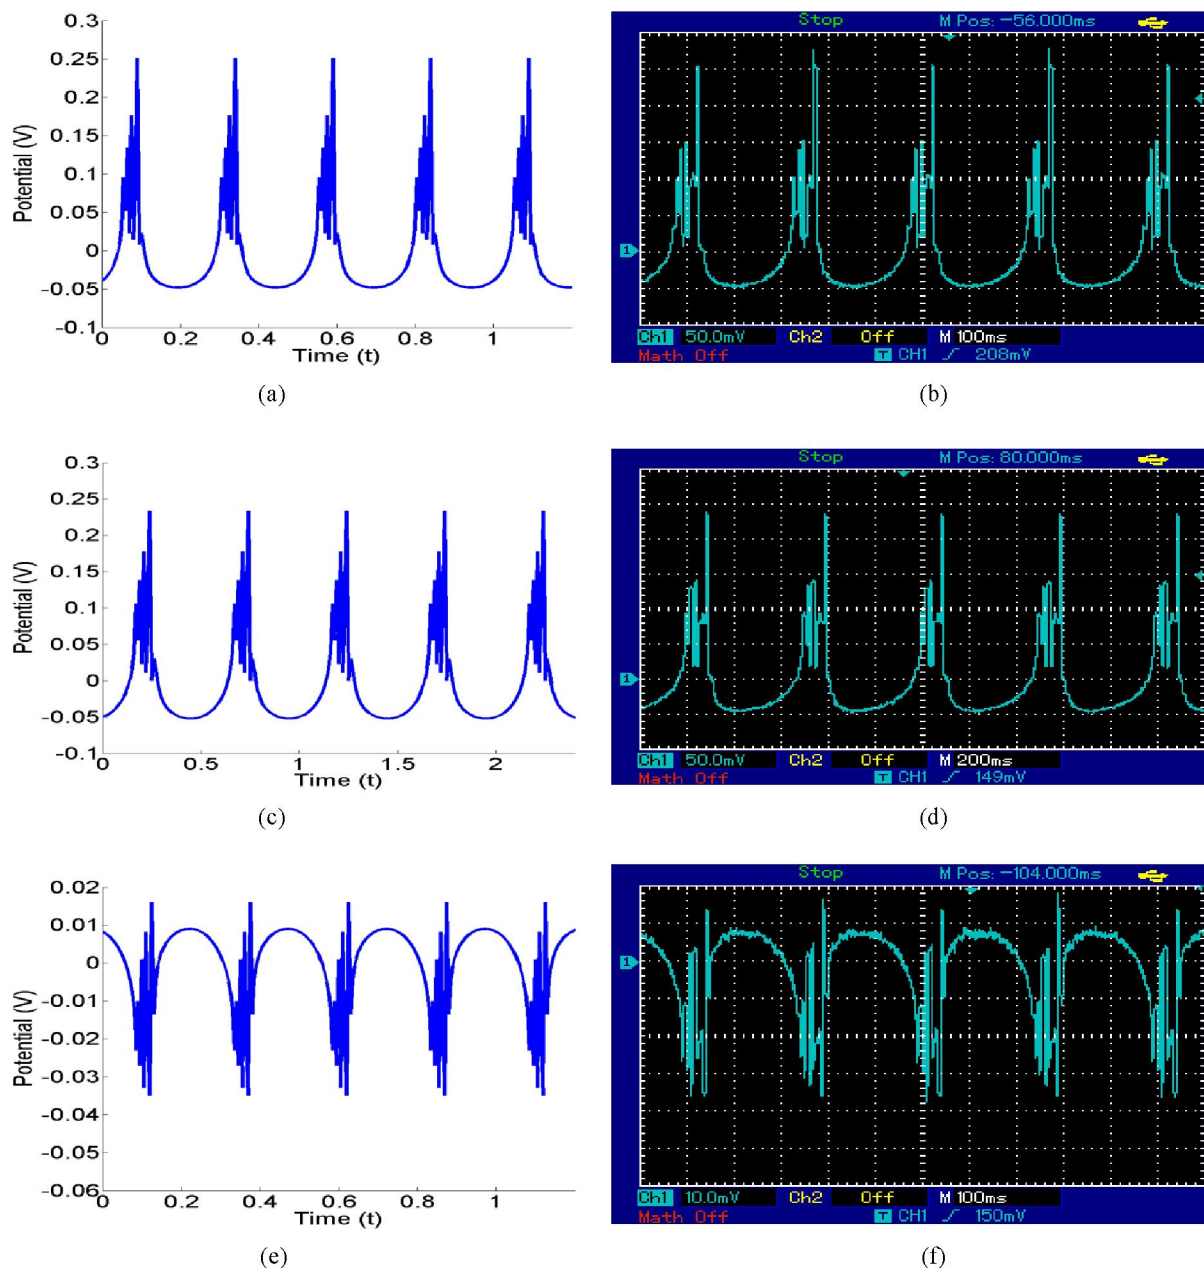 0.3
0.25
0.2
0.15
0.1
0.05
0
-0.05
-0.1
Potential (V)
0 0.2 0.4 0.6 0.8 1
Time (t)
(a)
Stop M Pos: -56.000ms
1
Ch1 50.0mV Ch2 Off M 100ms
Math Off T CH1 208mV
(b)
0.3
0.25
0.2
0.15
0.1
0.05
0
-0.05
-0.1
Potential (V)
0 0.5 1 1.5 2
Time (t)
(c)
Stop M Pos: 80.000ms
1
Ch1 50.0mV Ch2 Off M 200ms
Math Off T CH1 149mV
(d)
0.02
0.01
0
-0.01
-0.02
-0.03
-0.04
-0.05
-0.06
Potential (V)
0 0.2 0.4 0.6 0.8 1
Time (t)
(e)
Stop M Pos: -104.000ms
1
Ch1 10.0mV Ch2 Off M 100ms
Math Off T CH1 150mV
(f)